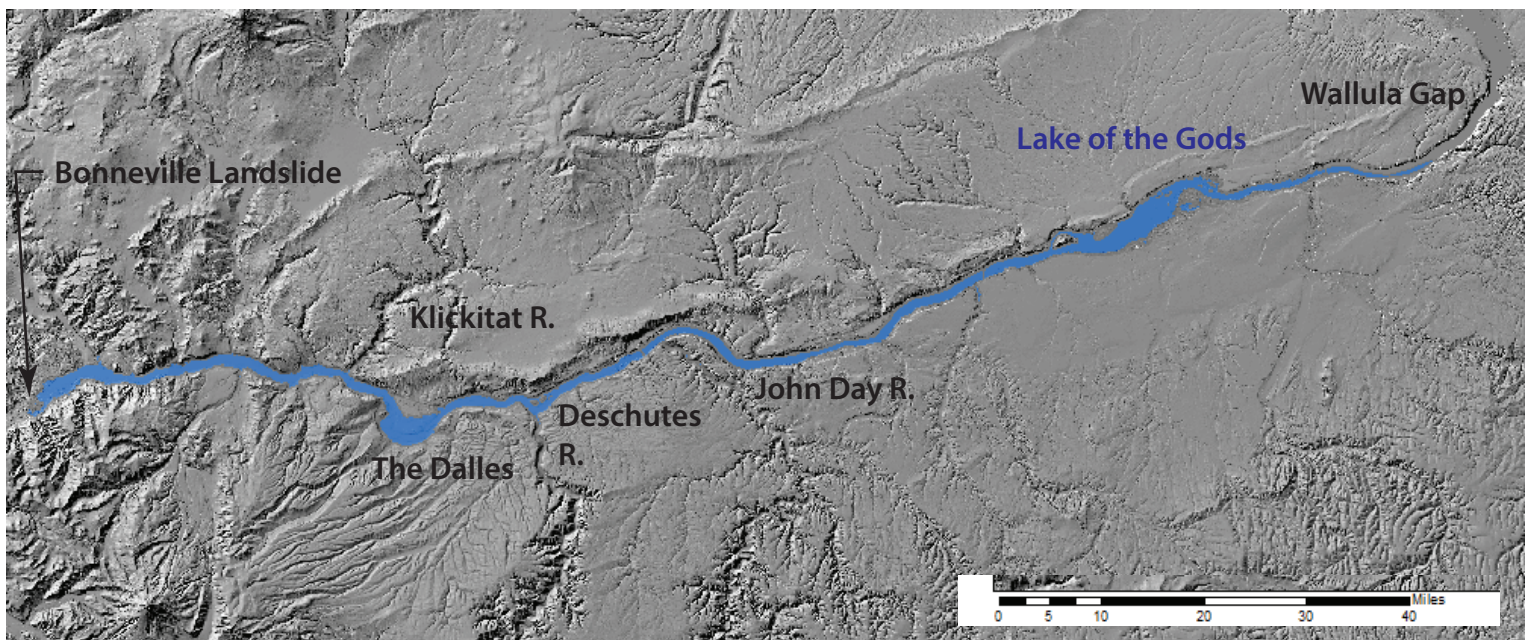 Wallula Gap
Lake of the Gods
Bonneville Landslide
Klickitat R.
John Day R.
Deschutes
R.
The Dalles
Miles
0 5 10 20 30 40